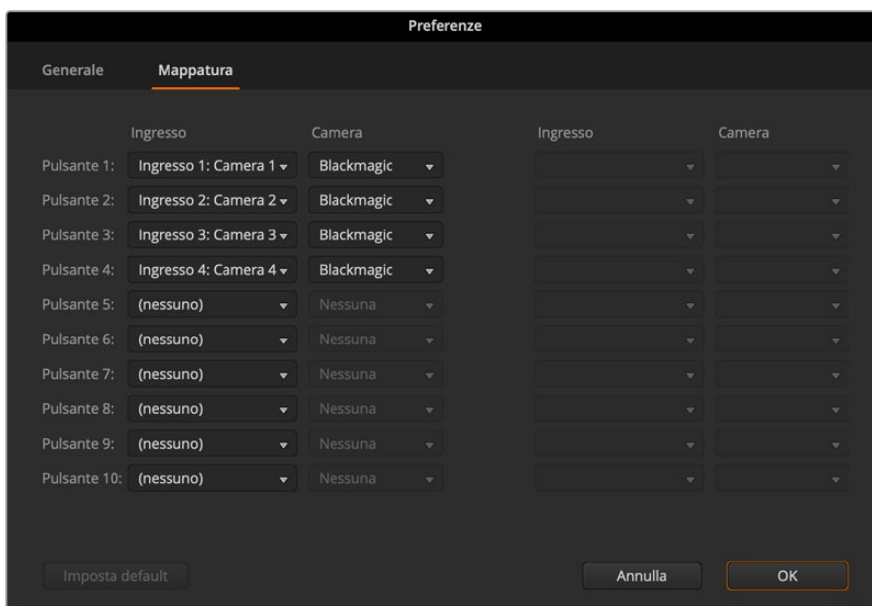 Preferenze
Generale Mappatura
Ingresso Camera Ingresso Camera
Pulsante 1: Ingresso 1: Camera 1 Blackmagic
Pulsante 2: Ingresso 2: Camera 2 Blackmagic
Pulsante 3: Ingresso 3: Camera 3 Blackmagic
Pulsante 4: Ingresso 4: Camera 4 Blackmagic
Pulsante 5: (nessuno) Nessuna
Pulsante 6: (nessuno) Nessuna
Pulsante 7: (nessuno) Nessuna
Pulsante 8: (nessuno) Nessuna
Pulsante 9: (nessuno) Nessuna
Pulsante 10: (nessuno) Nessuna
Imposta default Annulla OK